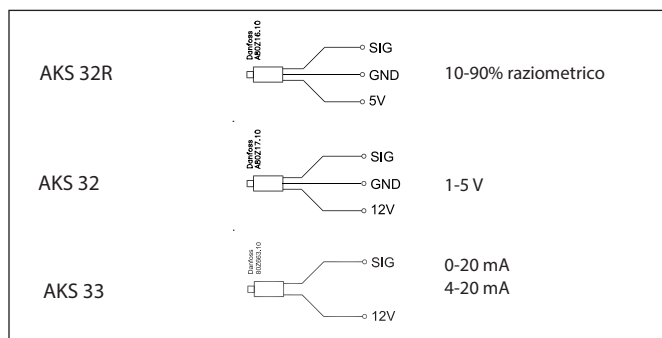 AKS 32R
Danfoss
A80Z16.10
SIG
GND
5V
10-90% raziometrico
AKS 32
Danfoss
A80Z17.10
SIG
GND
12V
1-5 V
AKS 33
Danfoss
80Z663.10
SIG
12V
0-20 mA
4-20 mA